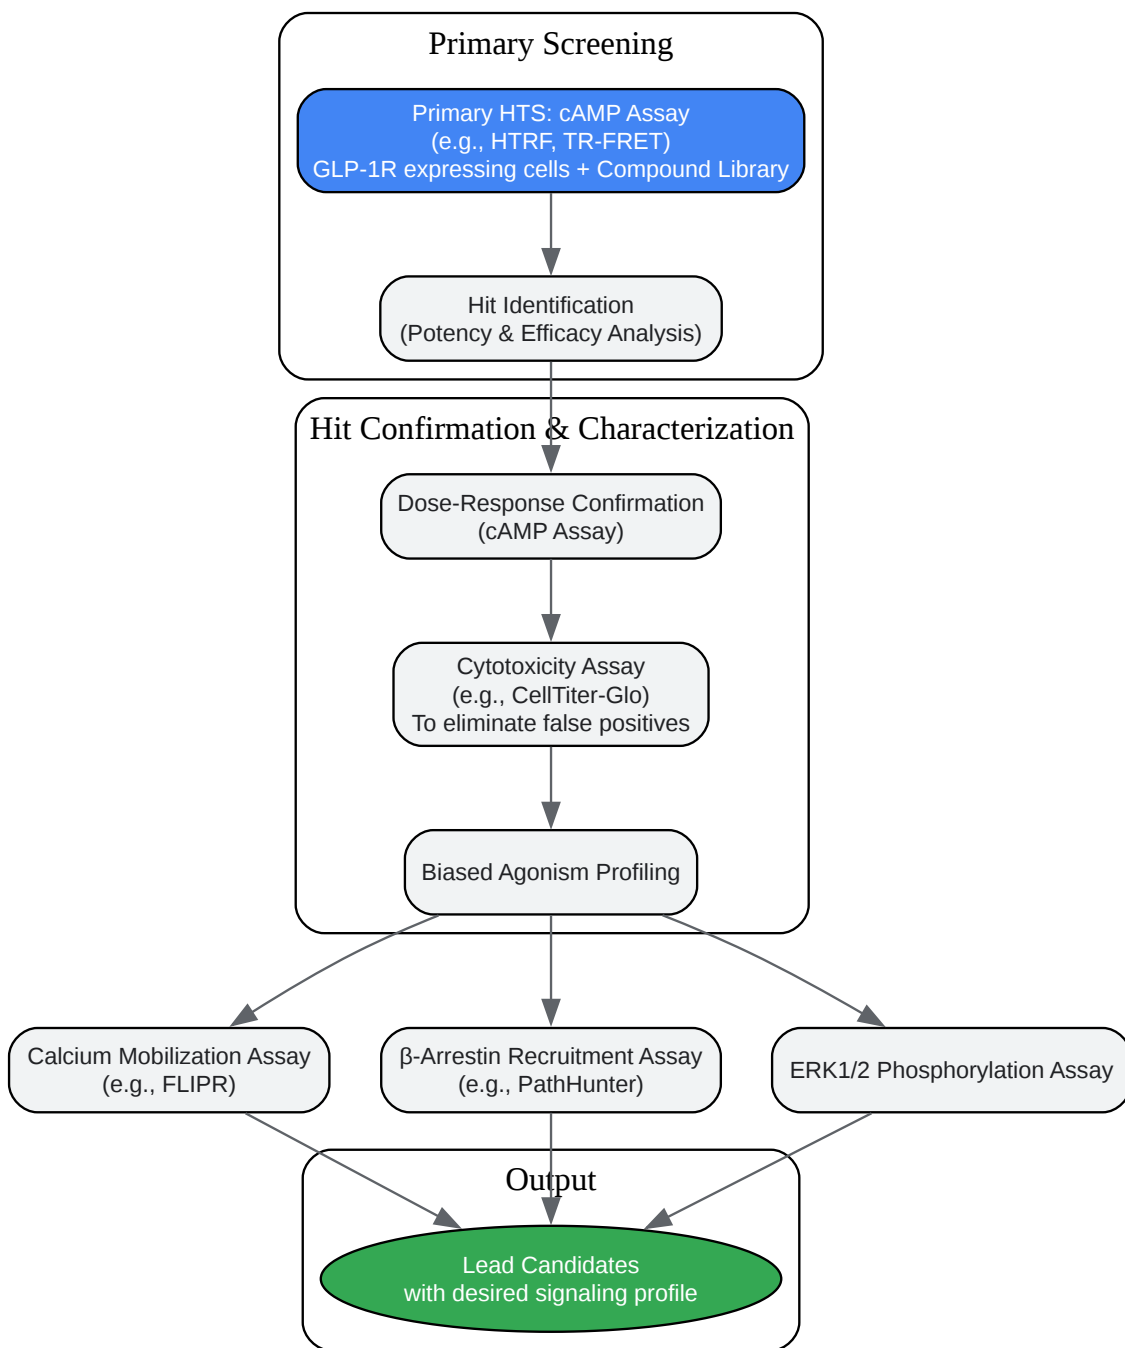 Primary Screening
Primary HTS: cAMP Assay
(e.g., HTRF, TR-FRET)
GLP-1R expressing cells + Compound Library
Hit Identification
(Potency & Efficacy Analysis)
Hit Confirmation & Characterization
Dose-Response Confirmation
(cAMP Assay)
Cytotoxicity Assay
(e.g., CellTiter-Glo)
To eliminate false positives
Biased Agonism Profiling
Calcium Mobilization Assay
(e.g., FLIPR)
β-Arrestin Recruitment Assay
(e.g., PathHunter)
ERK1/2 Phosphorylation Assay
Output
Lead Candidates
with desired signaling profile